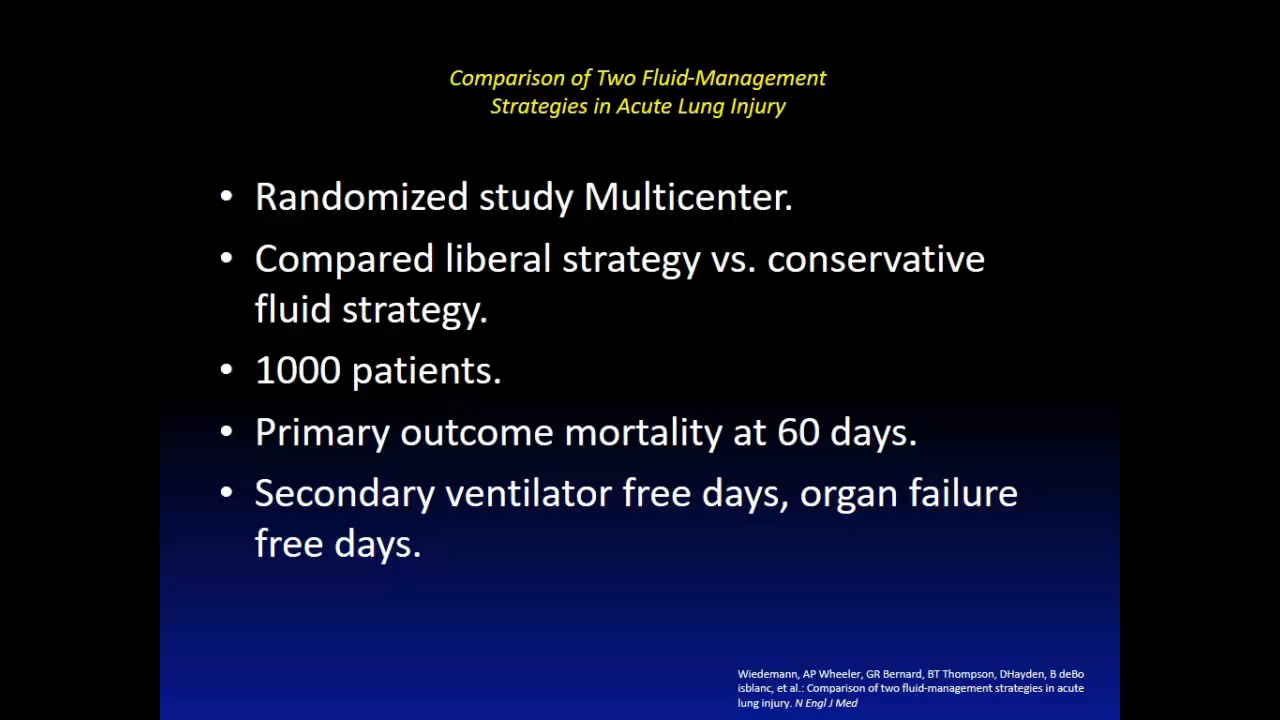 Comparison of Two Fluid-Management
Strategies in Acute Lung Injury
• Randomized study Multicenter.
• Compared liberal strategy vs. conservative
fluid strategy.
• 1000 patients.
• Primary outcome mortality at 60 days.
• Secondary ventilator free days, organ failure
free days.
Wiedemann, AP Wheeler, GR Bernard, BT Thompson, DHayden, B deBo
isblanc, et al.: Comparison of two fluid-management strategies in acute
lung injury. N Engl J Med